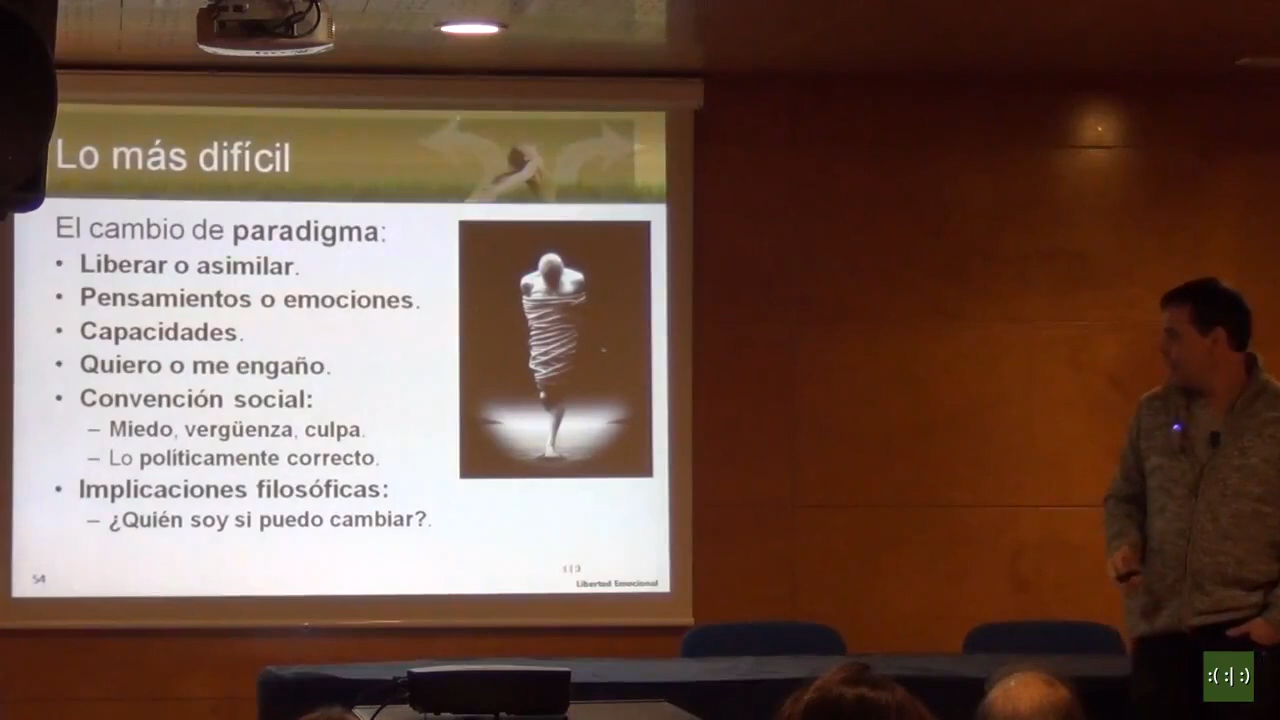 Lo más difícil
El cambio de paradigma:
• Liberar o asimilar.
• Pensamientos o emociones.
• Capacidades.
• Quiero o me engaño.
• Convención social:
– Miedo, vergüenza, culpa.
– Lo políticamente correcto.
• Implicaciones filosóficas:
– ¿Quién soy si puedo cambiar?.
54
:(:|:)
Libertad Emocional
:( :| :)